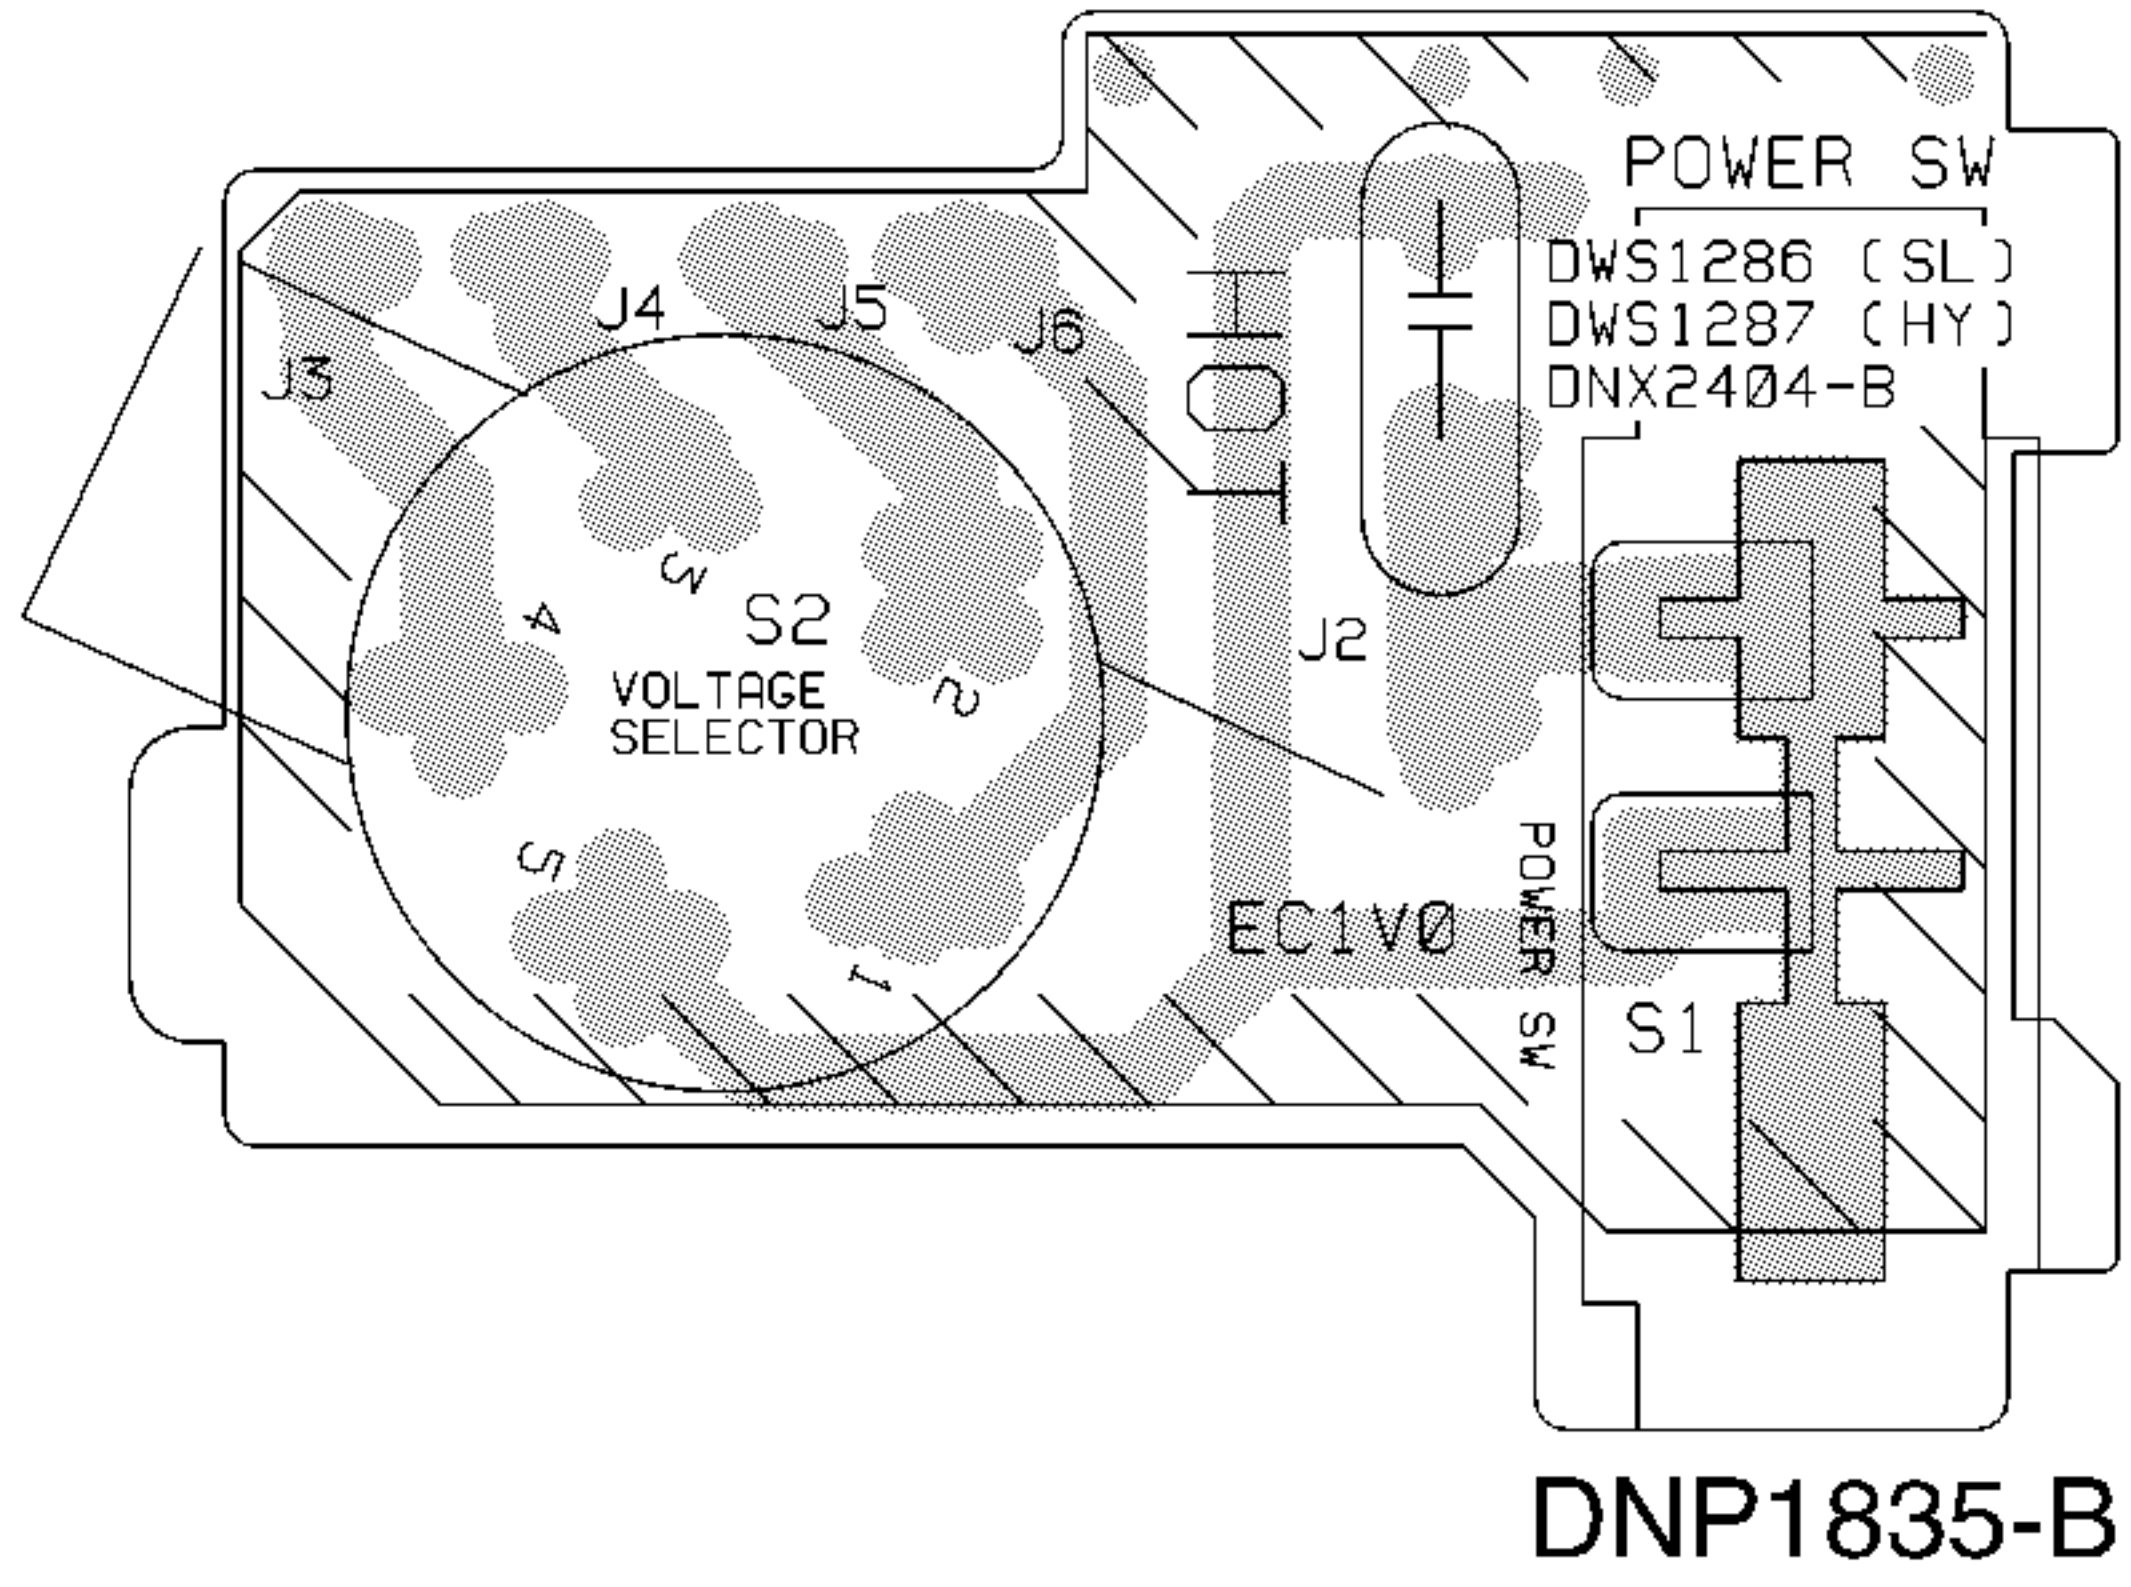 POWER SW
DWS1286 (SL)
DWS1287 (HY)
DNX2404-B
J4
J5
J6
J3
HOT
3
4
S2
VOLTAGE
SELECTOR
2
J2
5
1
EC1V0
POWER SW
S1
DNP1835-B